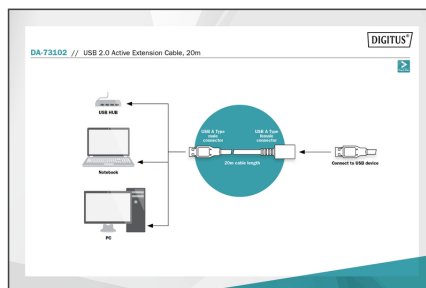 DIGITUS®
DA-73102 // USB 2.0 Active Extension Cable, 20m
USB HUB
USB A Type
male
connector
USB A Type
female
connector
20m cable length
Notebook
Connect to USB device
PC